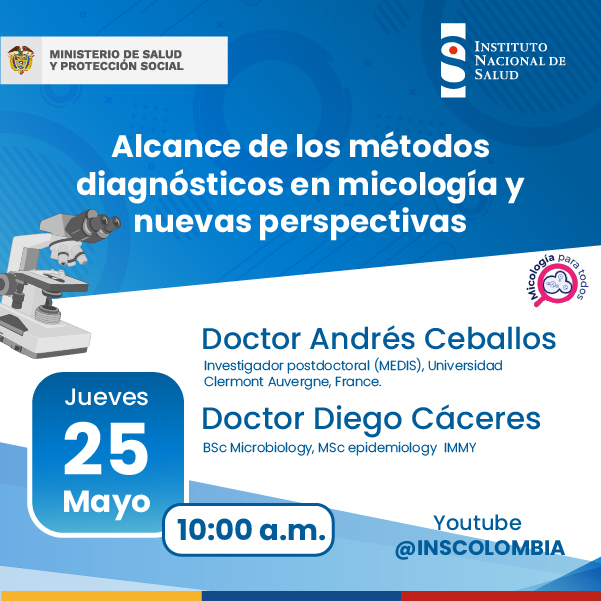 MINISTERIO DE SALUD
Y PROTECCIÓN SOCIAL
INSTITUTO
NACIONAL DE
SALUD
Alcance de los métodos
diagnósticos en micología y
nuevas perspectivas
Micología para todos
Doctor Andrés Ceballos
Investigador postdoctoral (MEDIS), Universidad
Clermont Auvergne, France.
Doctor Diego Cáceres
BSc Microbiology, MSc epidemiology IMMY
Jueves
25
Mayo
10:00 a.m.
Youtube
@INSCOLOMBIA